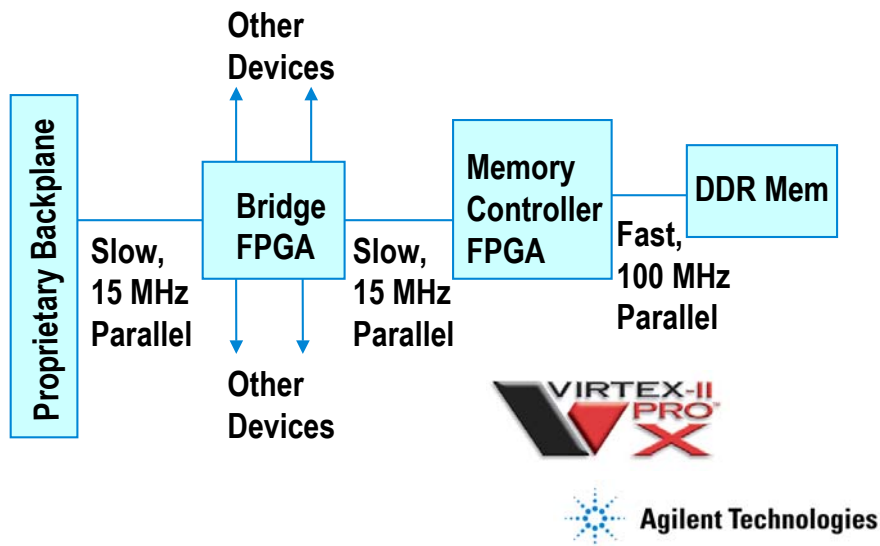 Other
Devices
Proprietary Backplane
Slow,
15 MHz
Parallel
Bridge
FPGA
Slow,
15 MHz
Parallel
Memory
Controller
FPGA
Fast,
100 MHz
Parallel
DDR Mem
Other
Devices
VIRTEX-II
PRO™
X
Agilent Technologies